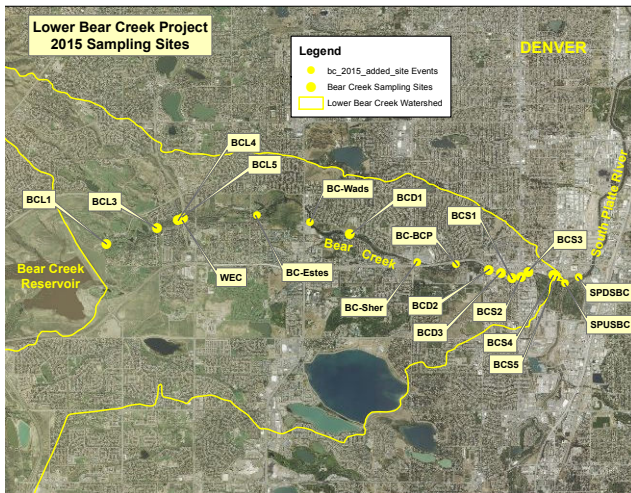 Lower Bear Creek Project
2015 Sampling Sites
Legend
bc_2015_added_site Events
Bear Creek Sampling Sites
Lower Bear Creek Watershed
DENVER
BCL4
BCL5
BC-Wads
BCL1
BCL3
BCD1
BCS1
BCS3
South Platte River
BC-BCP
Bear Creek
WEC
BC-Estes
Bear Creek
Reservoir
BC-Sher
BCD2
BCS2
SPDSBC
BCD3
SPUSBC
BCS4
BCS5